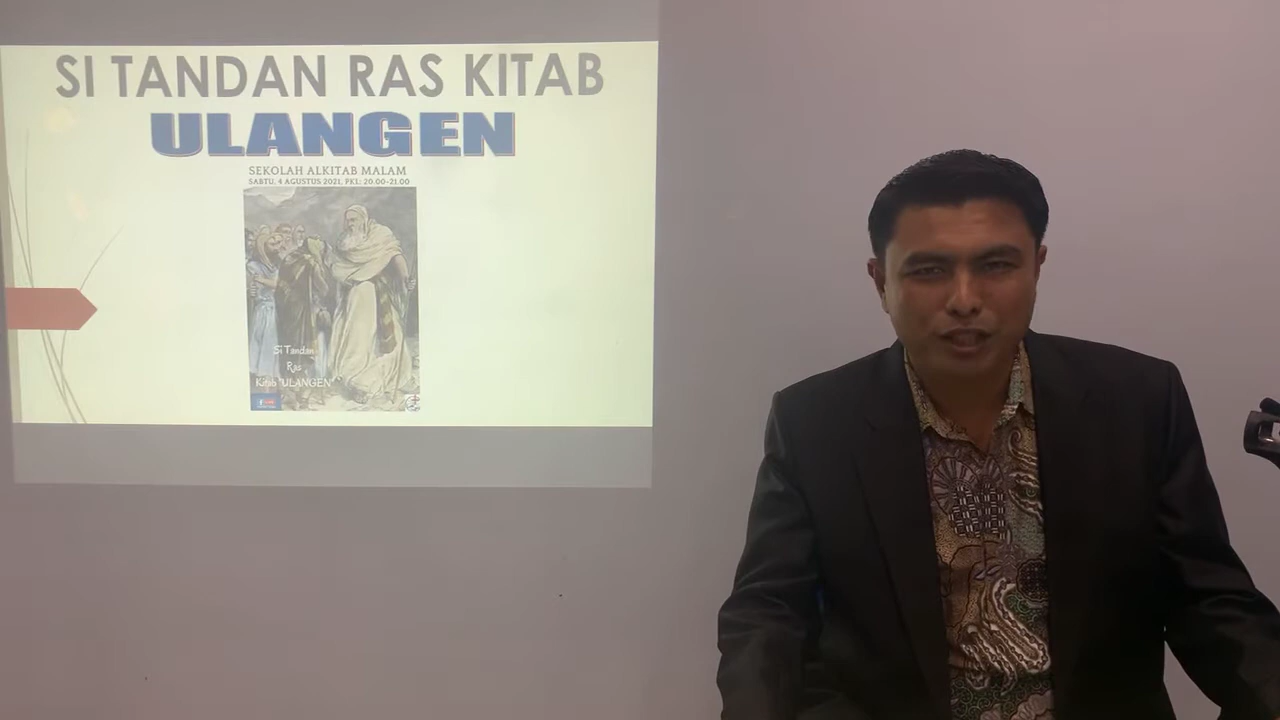 SI TANDAN RAS KITAB
ULANGEN
SEKOLAH ALKITAB MALAM
SABTU, 4 AGUSTUS 2021, PKL: 20.00-21.00
Si Tandan
Ras
Kitab "ULANGEN"